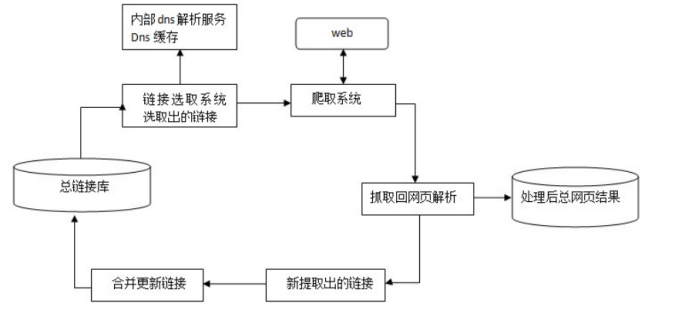 内部dns解析服务
Dns 缓存
web
链接选取系统
选取出的链接
爬取系统
总链接库
抓取回网页解析
处理后总网页结果
合并更新链接
新提取出的链接